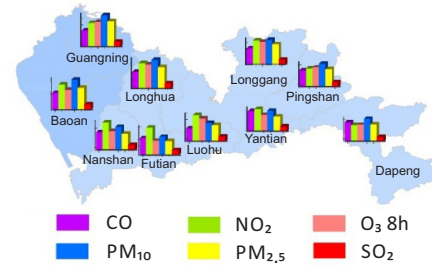 Guangning
Longgang
Longhua
Pingshan
Baoan
Nanshan
Futian
Luohu
Yantian
Dapeng
CO
NO₂
O₃ 8h
PM₁₀
PM₂.₅
SO₂